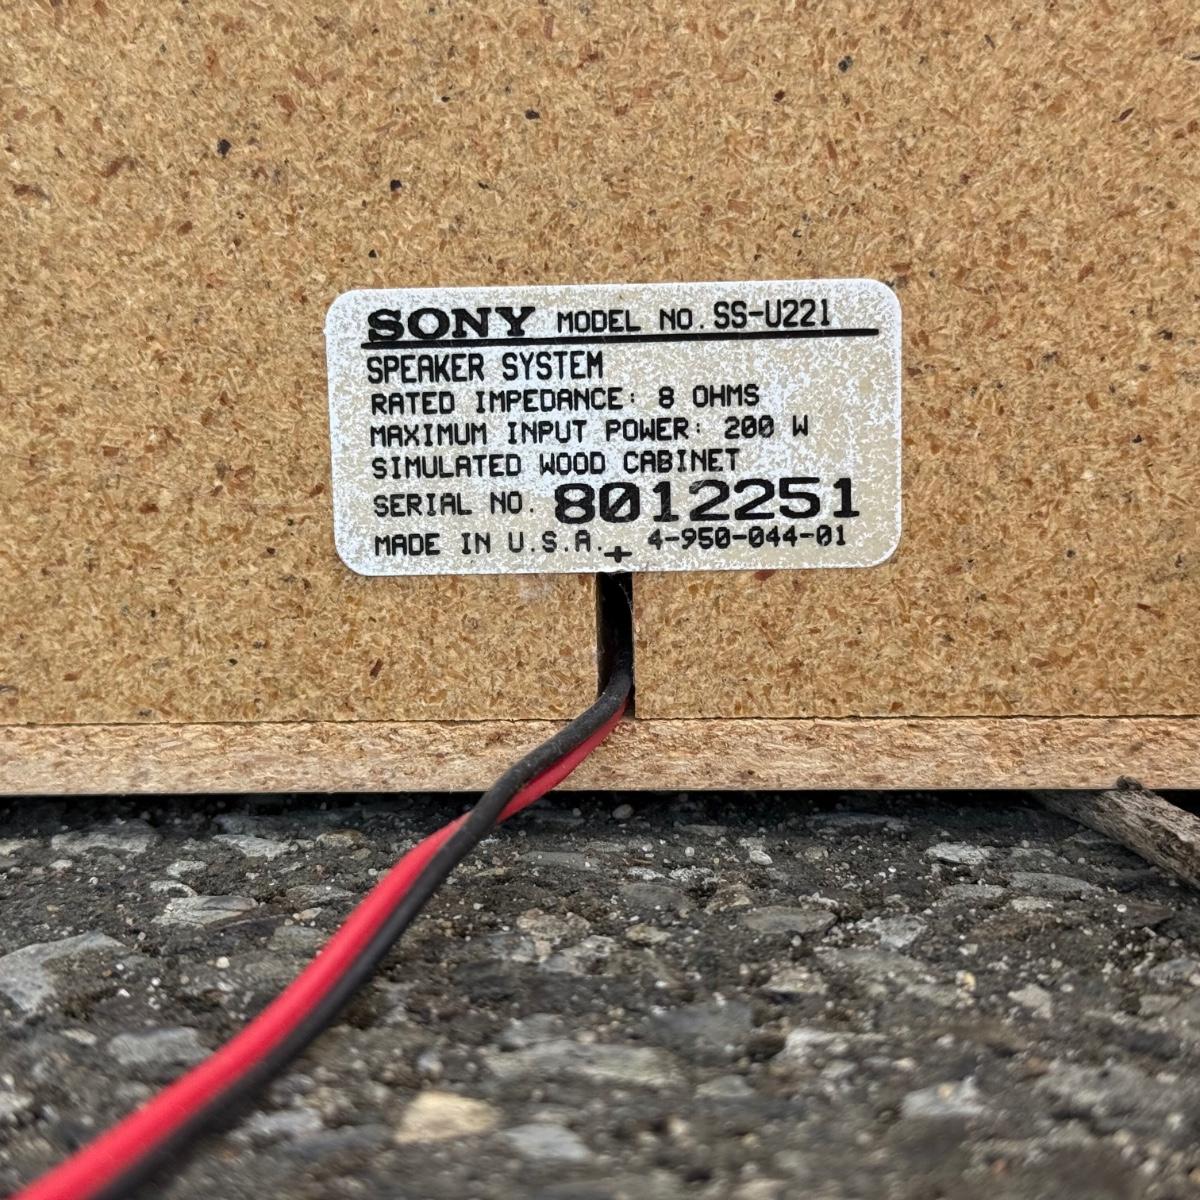 SONY MODEL NO. SS-U221
SPEAKER SYSTEM
RATED IMPEDANCE: 8 OHMS
MAXIMUM INPUT POWER: 200 W
SIMULATED WOOD CABINET
SERIAL NO. 8012251
MADE IN U.S.A. 4-950-044-01